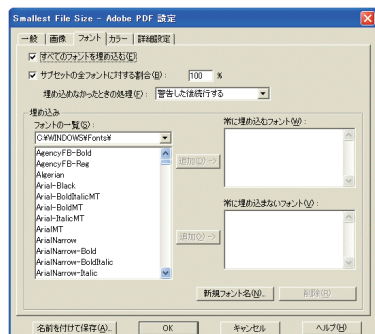 Smallest File Size - Adobe PDF 設定
一般 画像 フォント カラー 詳細設定
すべてのフォントを埋め込む(E)
サブセットの全フォントに対する割合(B): 100 %
埋め込めなかったときの処理(F): 警告した後続行する
埋め込み
フォントの一覧(S):
C:¥WINDOWS¥Fonts¥
AgencyFB-Bold
AgencyFB-Reg
Algerian
Arial-Black
Arial-BoldItalicMT
Arial-BoldMT
Arial-ItalicMT
ArialMT
ArialNarrow
ArialNarrow-Bold
ArialNarrow-BoldItalic
ArialNarrow-Italic
常に埋め込むフォント(W):
追加(D) ->
常に埋め込まないフォント(V):
追加(O) ->
新規フォント名(N)... 削除(R)
名前を付けて保存(A)... OK キャンセル ヘルプ(H)